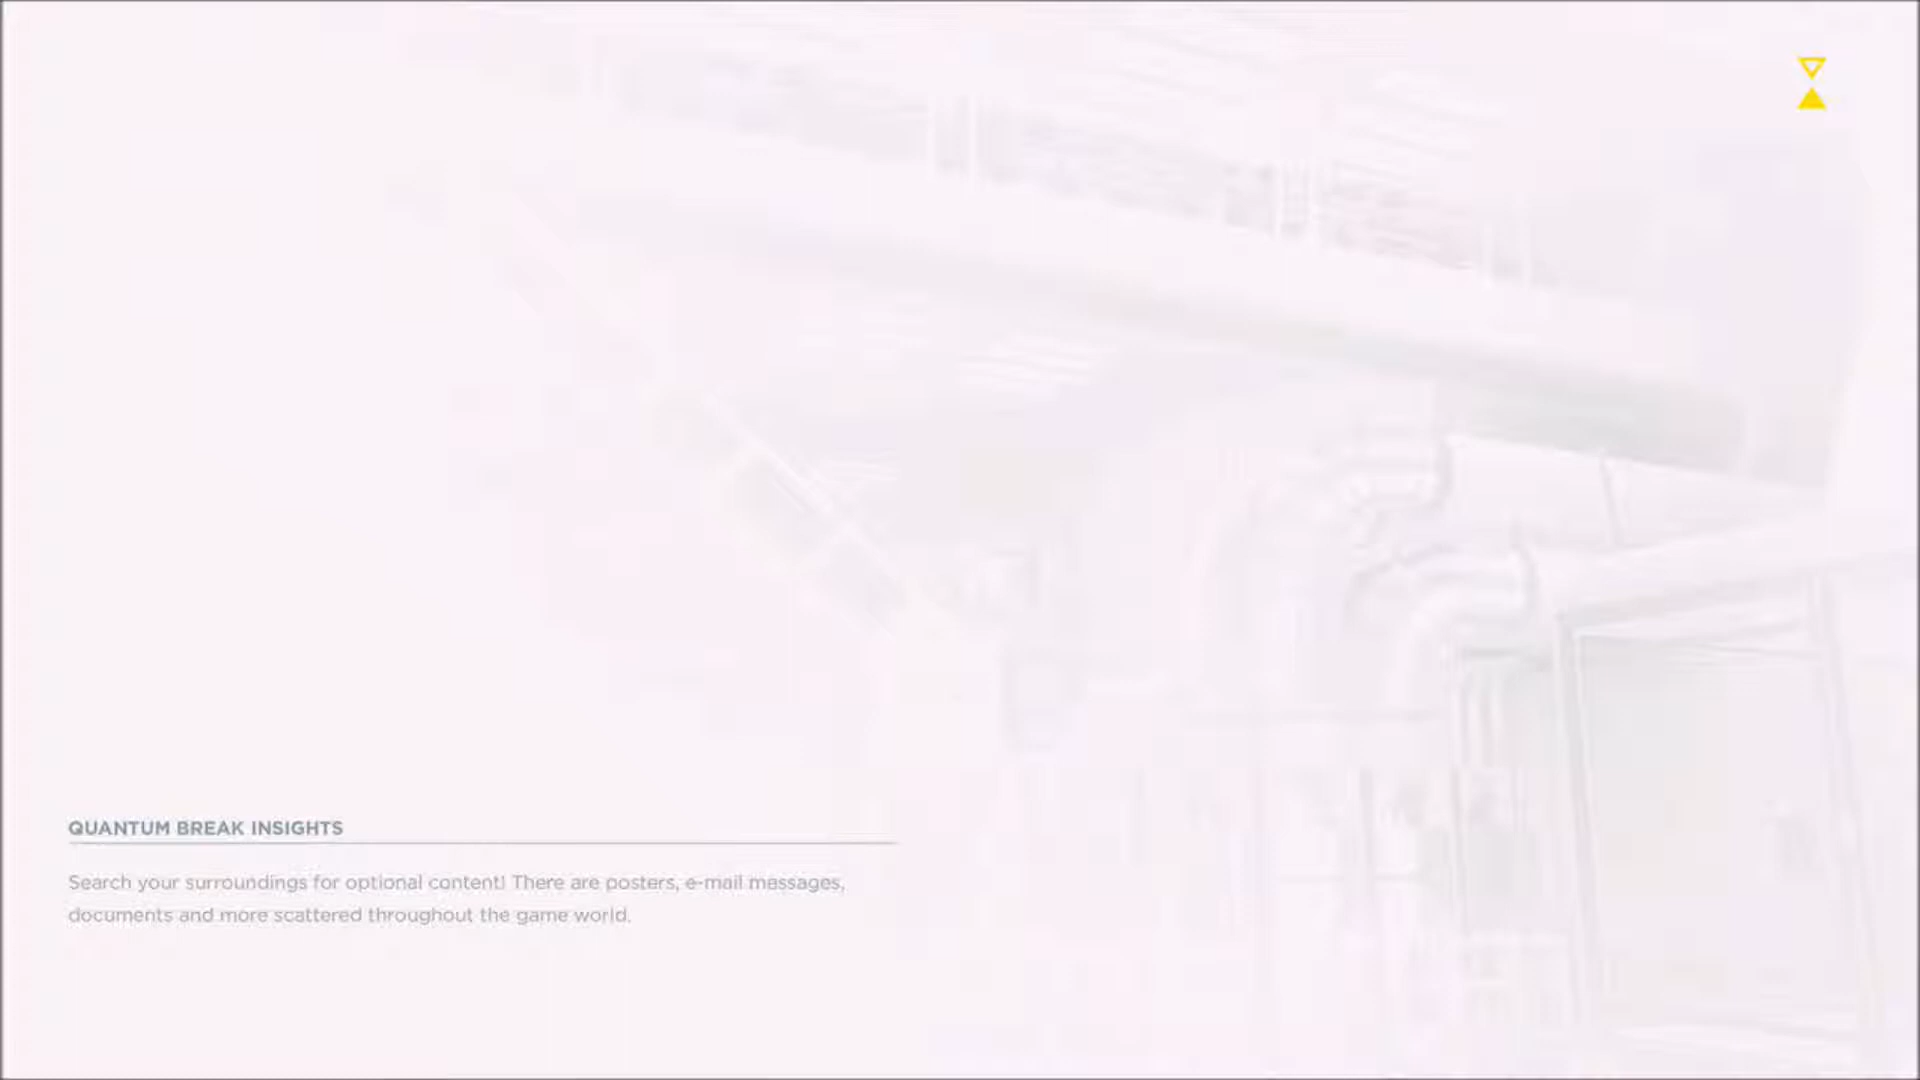 QUANTUM BREAK INSIGHTS
Search your surroundings for optional content! There are posters, e-mail messages,
documents and more scattered throughout the game world.